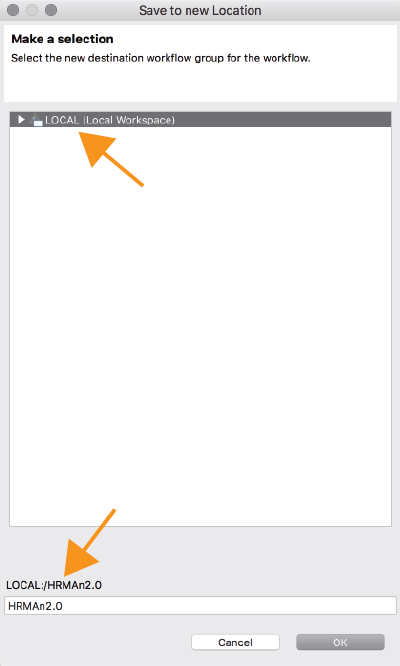 Save to new Location
Make a selection
Select the new destination workflow group for the workflow.
LOCAL (Local Workspace)
LOCAL:/HRMAn2.0
HRMAn2.0
Cancel
OK